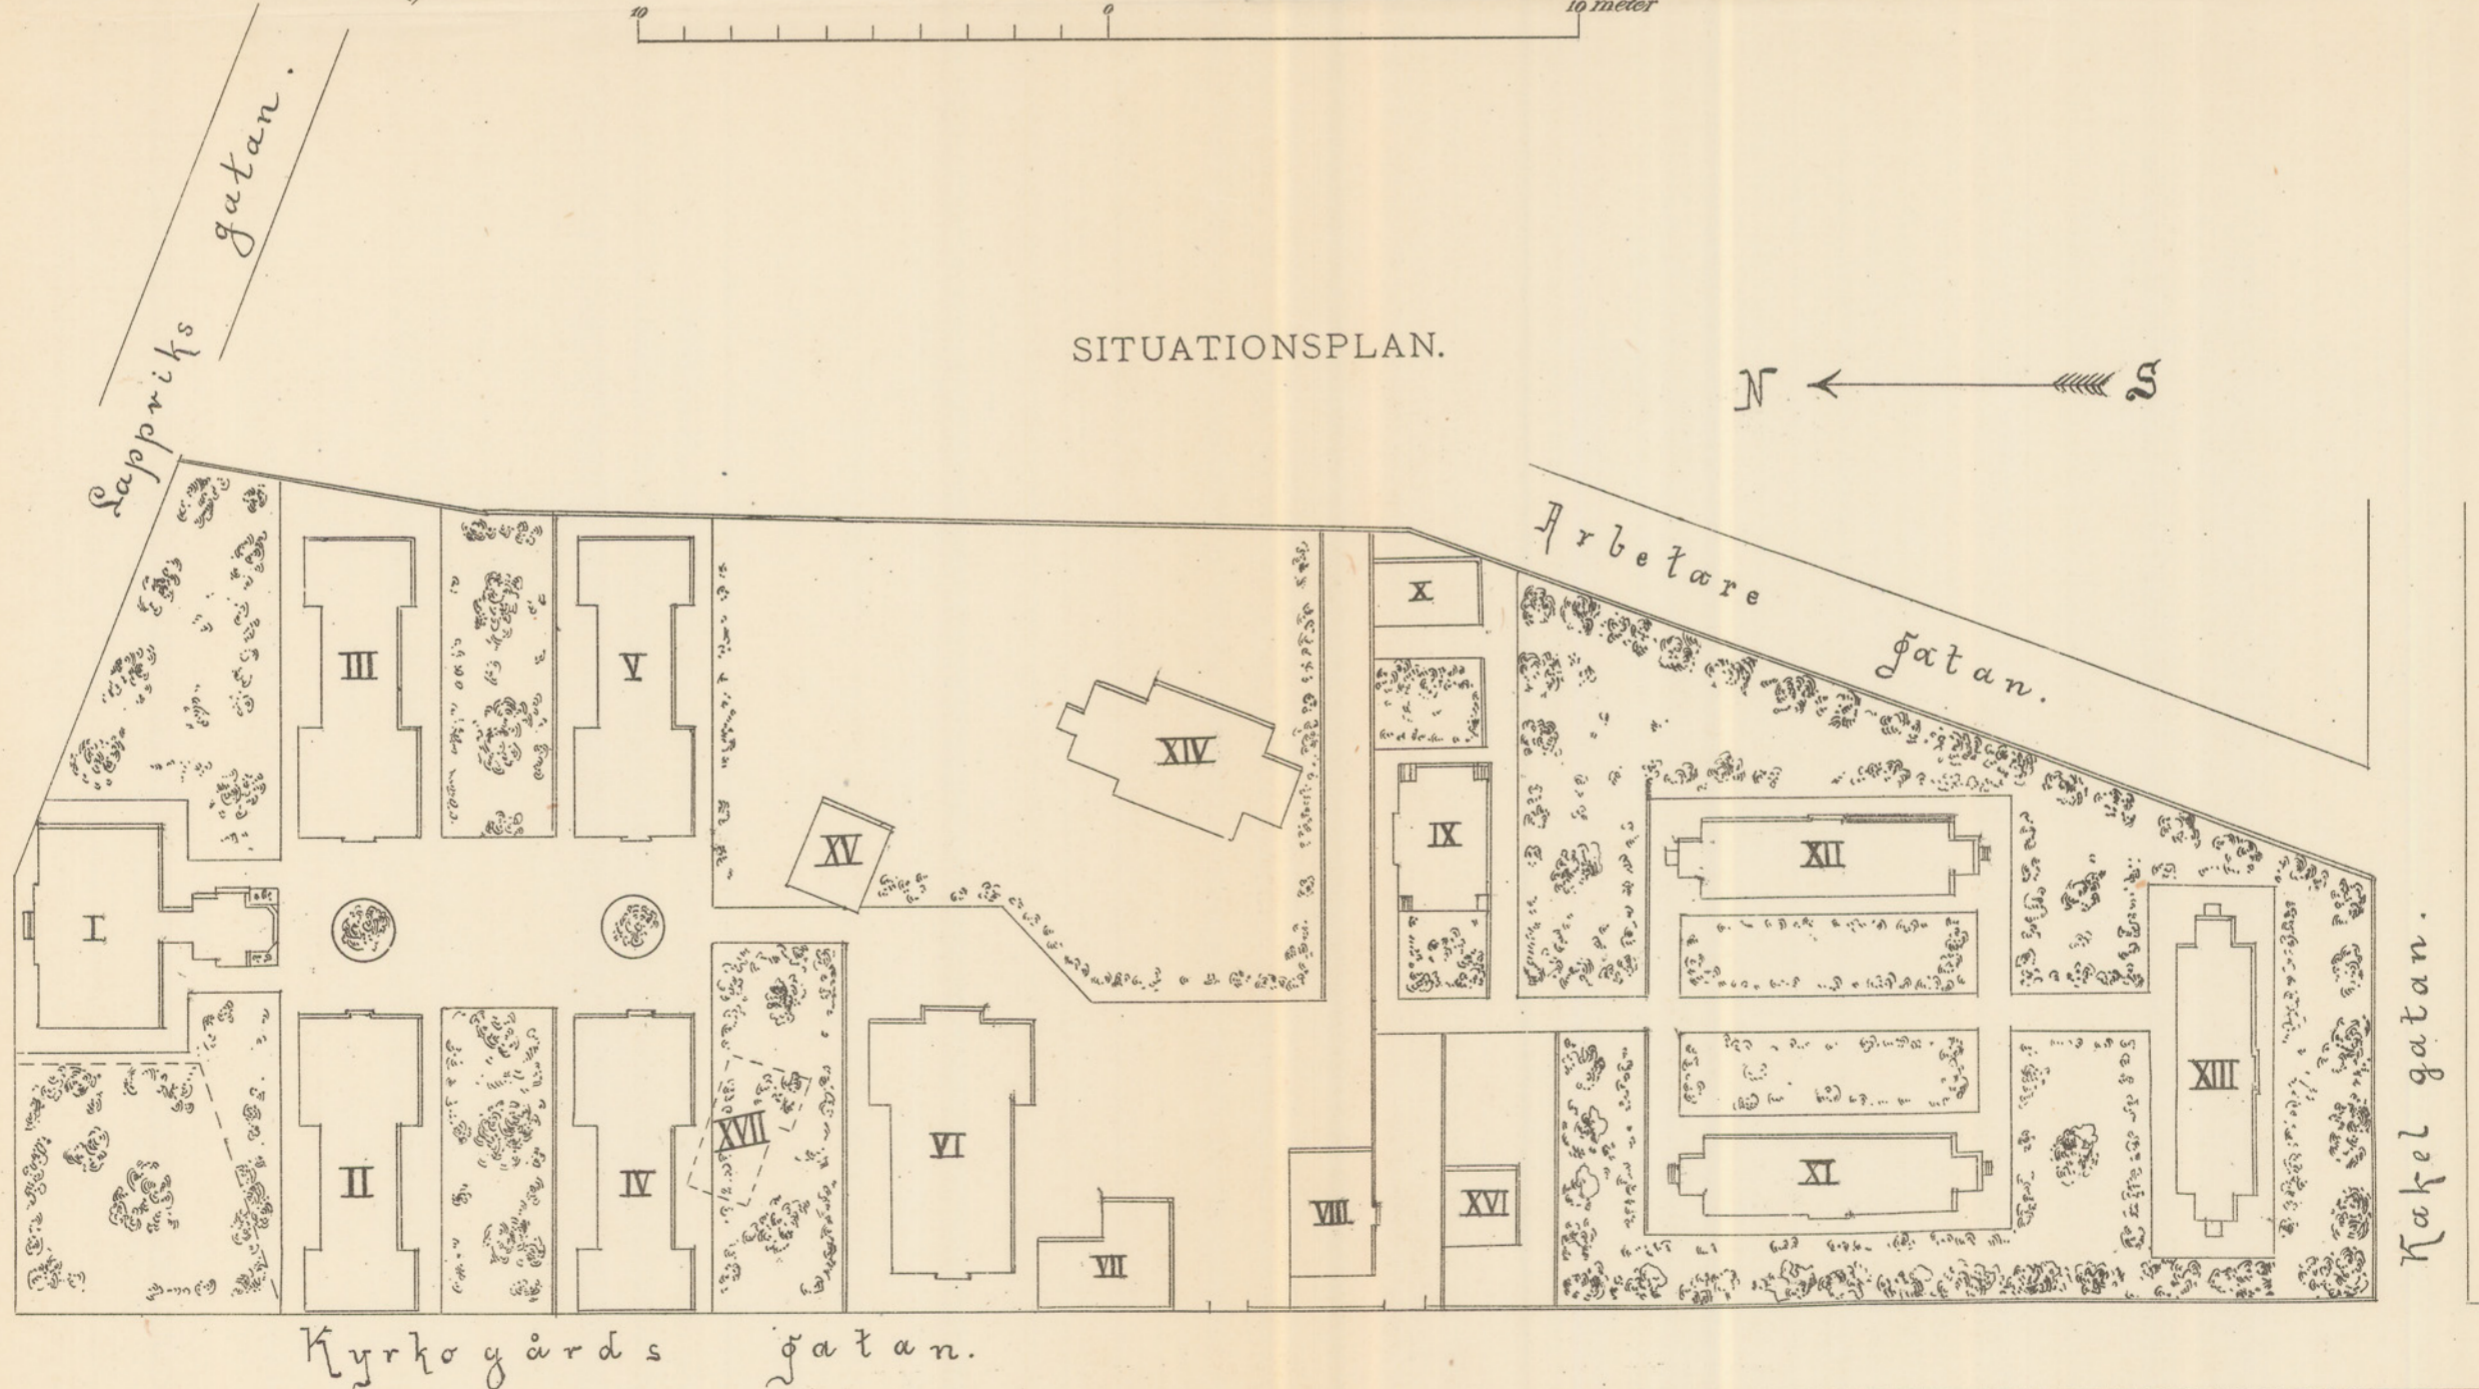 10 0 10 meter
Lappriks gatan.
SITUATIONSPLAN.
N S
Arbetare gatan.
X
III
V
XIV
XV
IX
XII
I
XIII
XVII
VI
II
IV
XI
VIII
XVI
VII
Kakel gatan.
Kyrkogårds gatan.